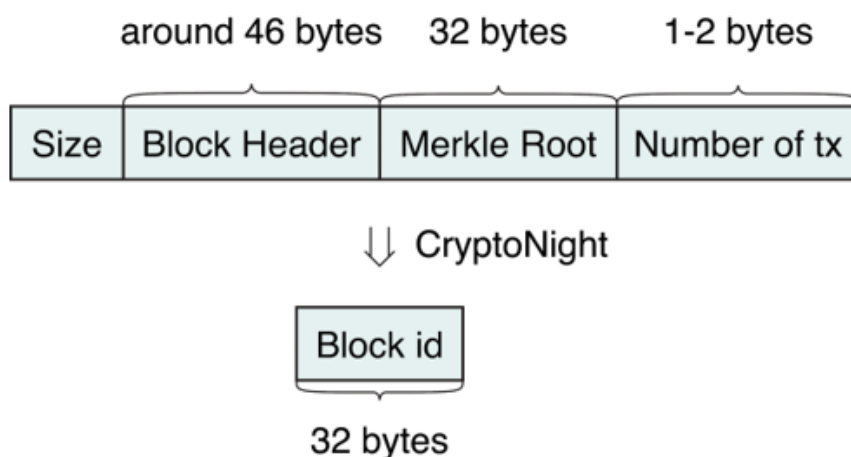 around 46 bytes 32 bytes 1-2 bytes
Size Block Header Merkle Root Number of tx
CryptoNight
Block id
32 bytes